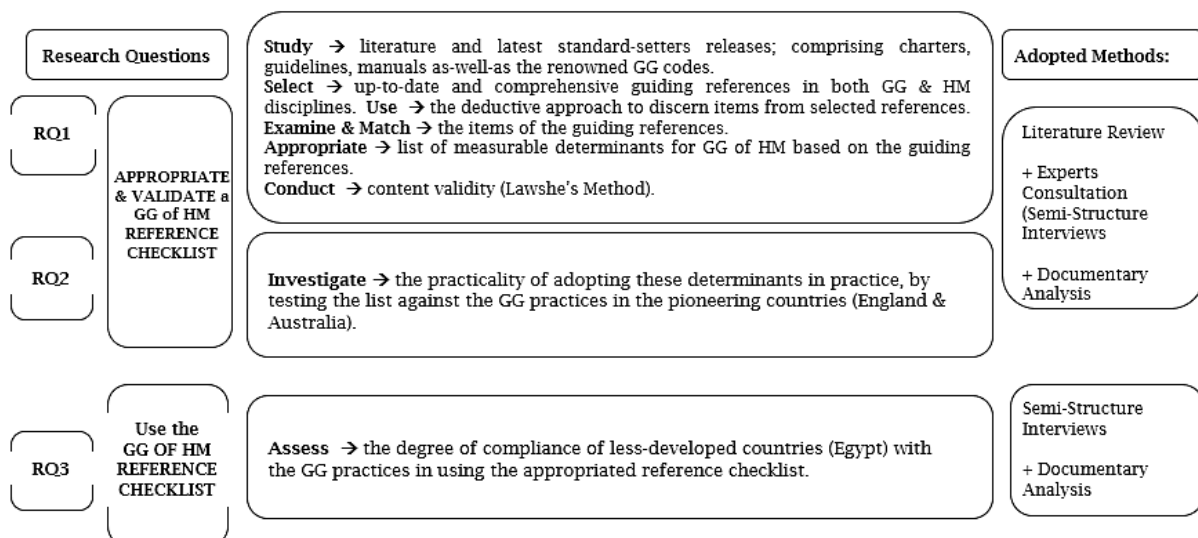 Research Questions
RQ1
RQ2
APPROPRIATE
& VALIDATE a
GG of HM
REFERENCE
CHECKLIST
Study → literature and latest standard-setters releases; comprising charters,
guidelines, manuals as-well-as the renowned GG codes.
Select → up-to-date and comprehensive guiding references in both GG & HM
disciplines. Use → the deductive approach to discern items from selected references.
Examine & Match → the items of the guiding references.
Appropriate → list of measurable determinants for GG of HM based on the guiding
references.
Conduct → content validity (Lawshe's Method).
Investigate → the practicality of adopting these determinants in practice, by
testing the list against the GG practices in the pioneering countries (England &
Australia).
Adopted Methods:
Literature Review
+ Experts
Consultation
(Semi-Structure
Interviews
+ Documentary
Analysis
RQ3
Use the
GG OF HM
REFERENCE
CHECKLIST
Assess → the degree of compliance of less-developed countries (Egypt) with
the GG practices in using the appropriated reference checklist.
Semi-Structure
Interviews
+ Documentary
Analysis